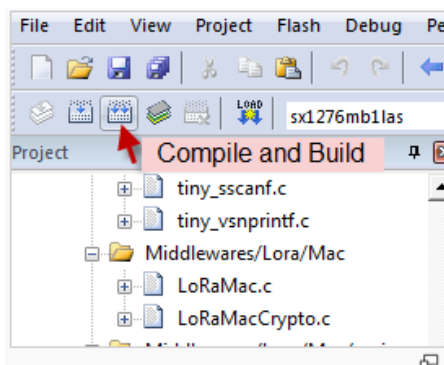 File Edit View Project Flash Debug Pe
LOAD
sx1276mb1las
Project
Compile and Build
tiny_sscanf.c
tiny_vsnprintf.c
Middlewares/Lora/Mac
LoRaMac.c
LoRaMacCrypto.c